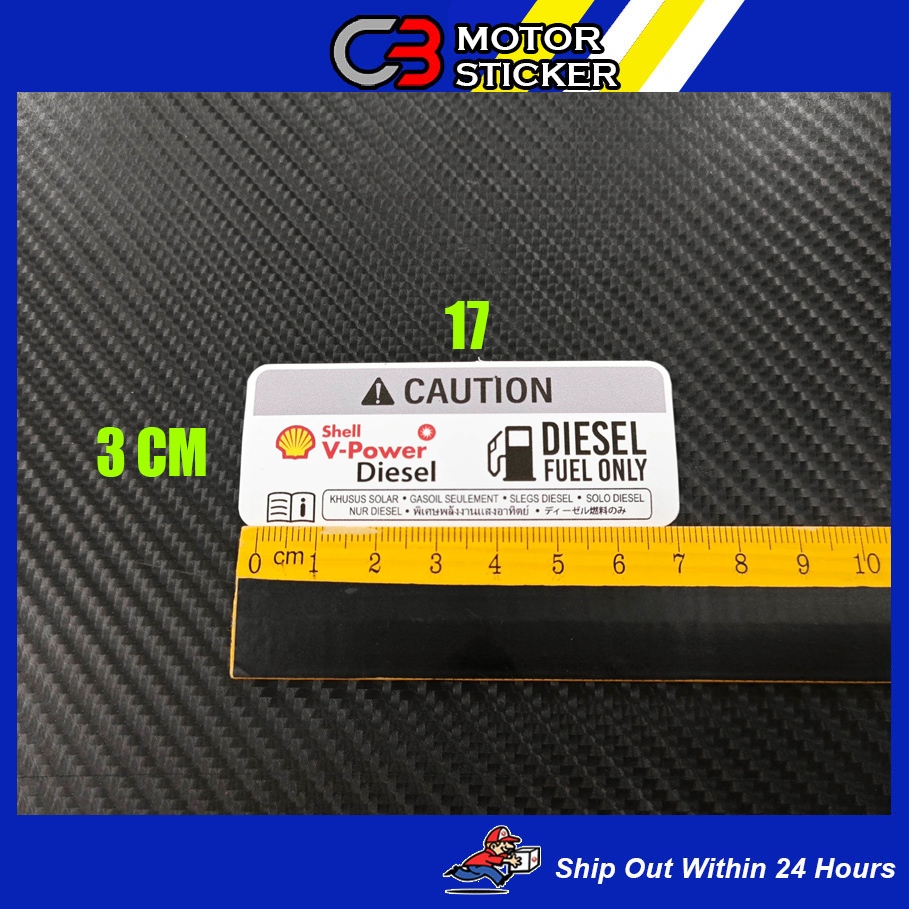 CB MOTOR
STICKER
17
3 CM
CAUTION
Shell
V-Power
Diesel
DIESEL
FUEL ONLY
KHUSUS SOLAR • GASOIL SEULEMENT • SLEGS DIESEL • SOLO DIESEL
NUR DIESEL • พิเศษพลังงานแสงอาทิตย์ • ディーゼル燃料のみ
0 cm 1 2 3 4 5 6 7 8 9 10
Ship Out Within 24 Hours